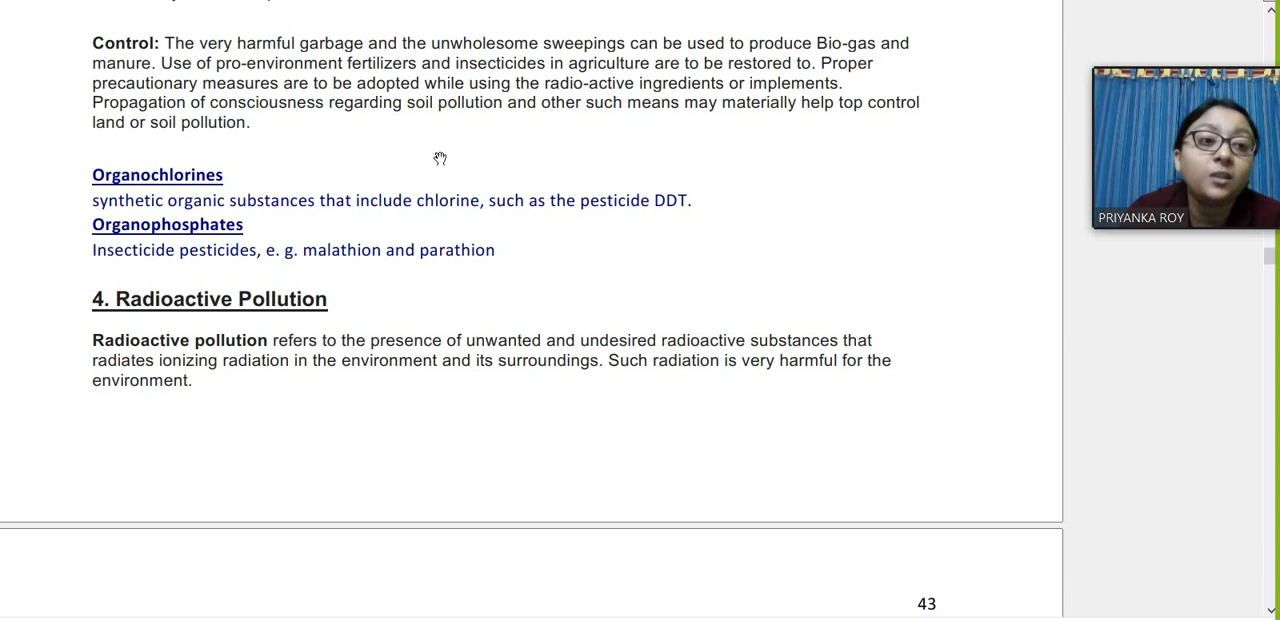 Control: The very harmful garbage and the unwholesome sweepings can be used to produce Bio-gas and
manure. Use of pro-environment fertilizers and insecticides in agriculture are to be restored to. Proper
precautionary measures are to be adopted while using the radio-active ingredients or implements.
Propagation of consciousness regarding soil pollution and other such means may materially help top control
land or soil pollution.
Organochlorines
synthetic organic substances that include chlorine, such as the pesticide DDT.
Organophosphates
Insecticide pesticides, e. g. malathion and parathion
4. Radioactive Pollution
Radioactive pollution refers to the presence of unwanted and undesired radioactive substances that
radiates ionizing radiation in the environment and its surroundings. Such radiation is very harmful for the
environment.
43
PRIYANKA ROY